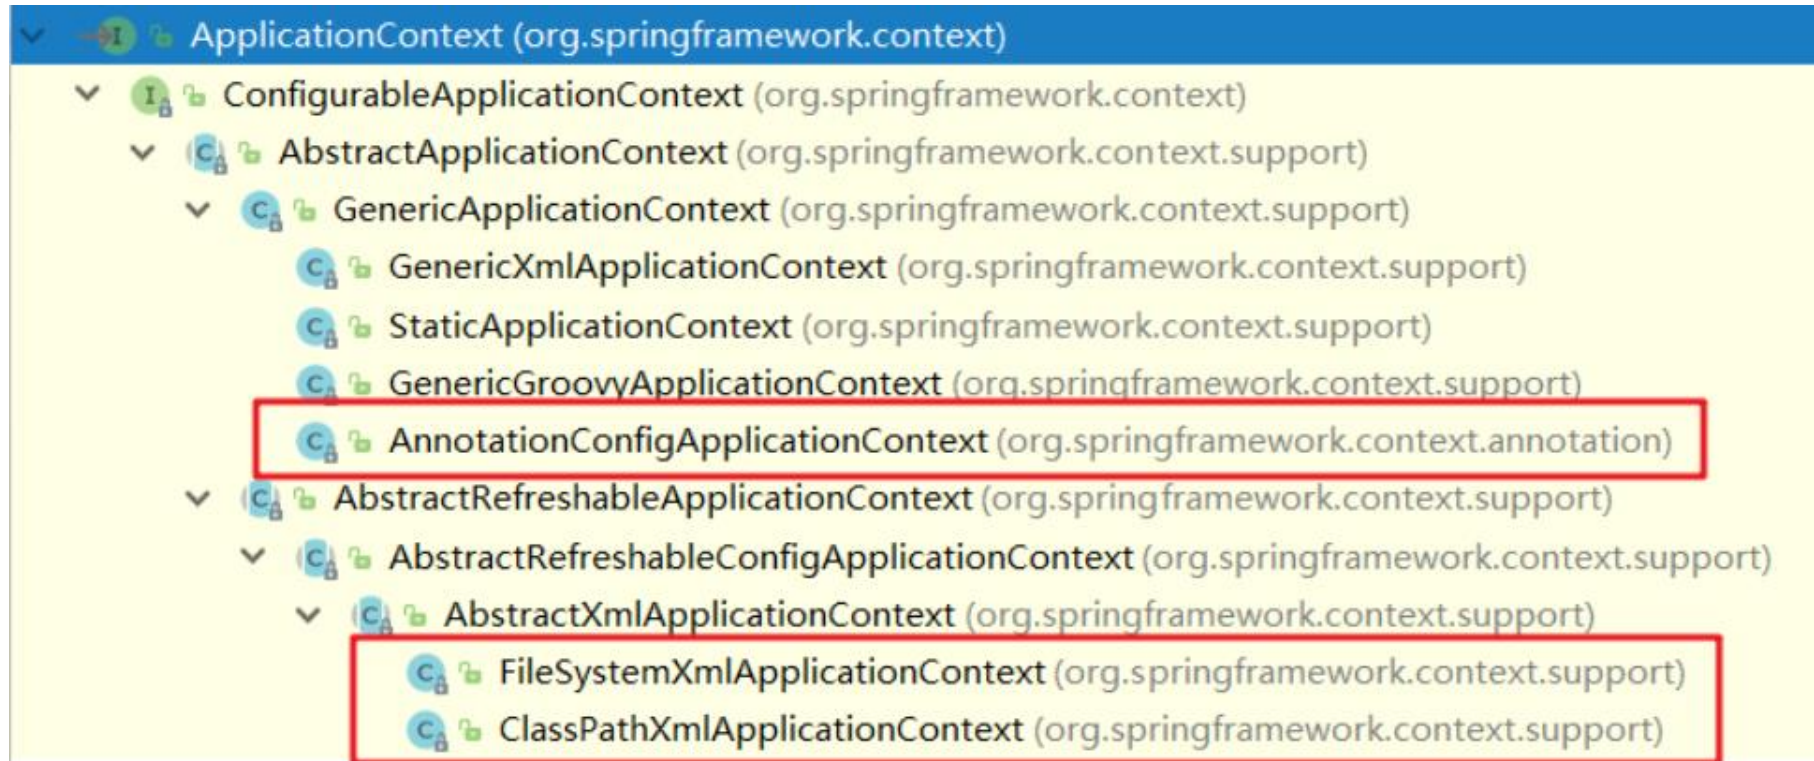 ApplicationContext (org.springframework.context)
ConfigurableApplicationContext (org.springframework.context)
AbstractApplicationContext (org.springframework.context.support)
GenericApplicationContext (org.springframework.context.support)
GenericXmlApplicationContext (org.springframework.context.support)
StaticApplicationContext (org.springframework.context.support)
GenericGroovyApplicationContext (org.springframework.context.support)
AnnotationConfigApplicationContext (org.springframework.context.annotation)
AbstractRefreshableApplicationContext (org.springframework.context.support)
AbstractRefreshableConfigApplicationContext (org.springframework.context.support)
AbstractXmlApplicationContext (org.springframework.context.support)
FileSystemXmlApplicationContext (org.springframework.context.support)
ClassPathXmlApplicationContext (org.springframework.context.support)